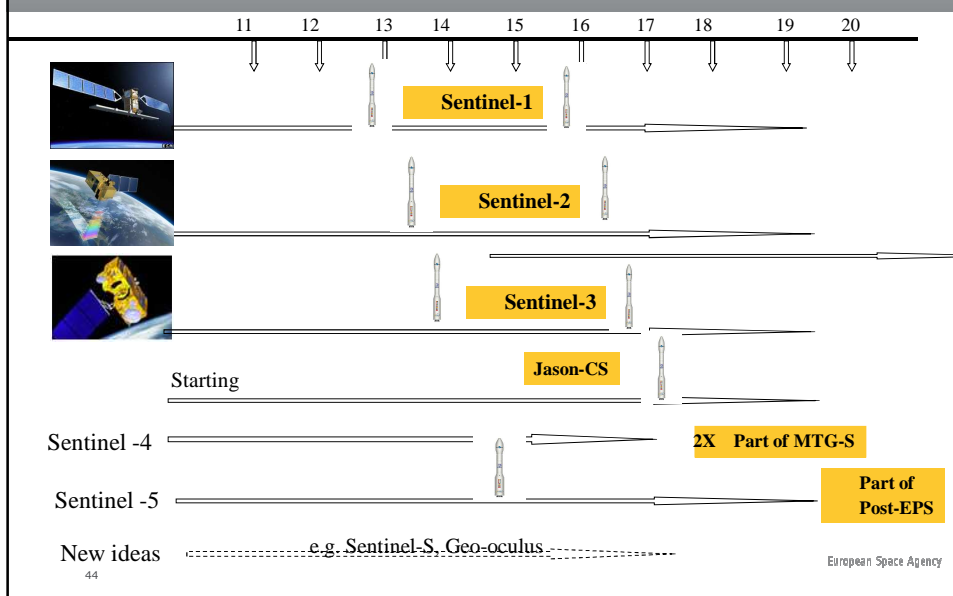 11 12 13 14 15 16 17 18 19 20
Sentinel-1
Sentinel-2
Sentinel-3
Jason-CS
Starting
Sentinel -4
2X Part of MTG-S
Sentinel -5
Part of
Post-EPS
New ideas
e.g. Sentinel-S, Geo-oculus
European Space Agency
44